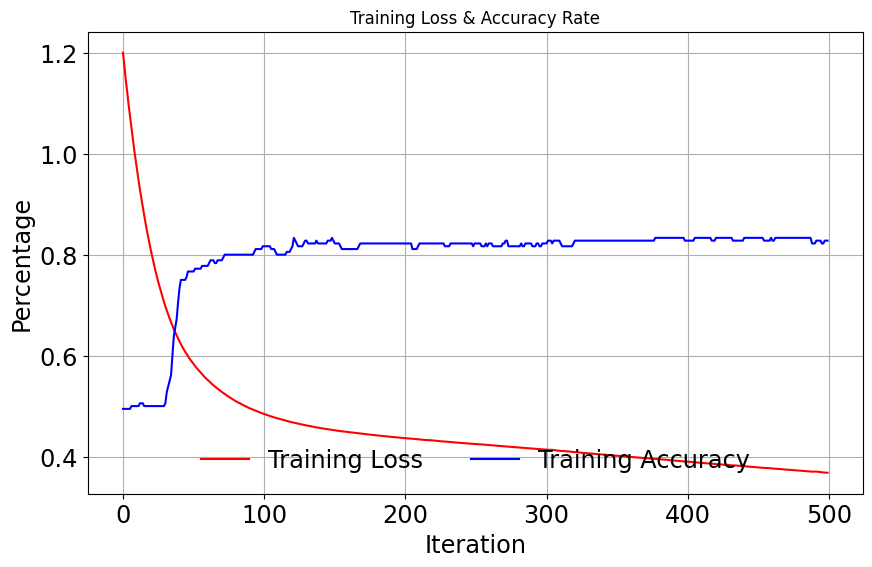 Training Loss & Accuracy Rate
1.2
1.0
0.8
0.6
0.4
Percentage
Training Loss Training Accuracy
0 100 200 300 400 500
Iteration